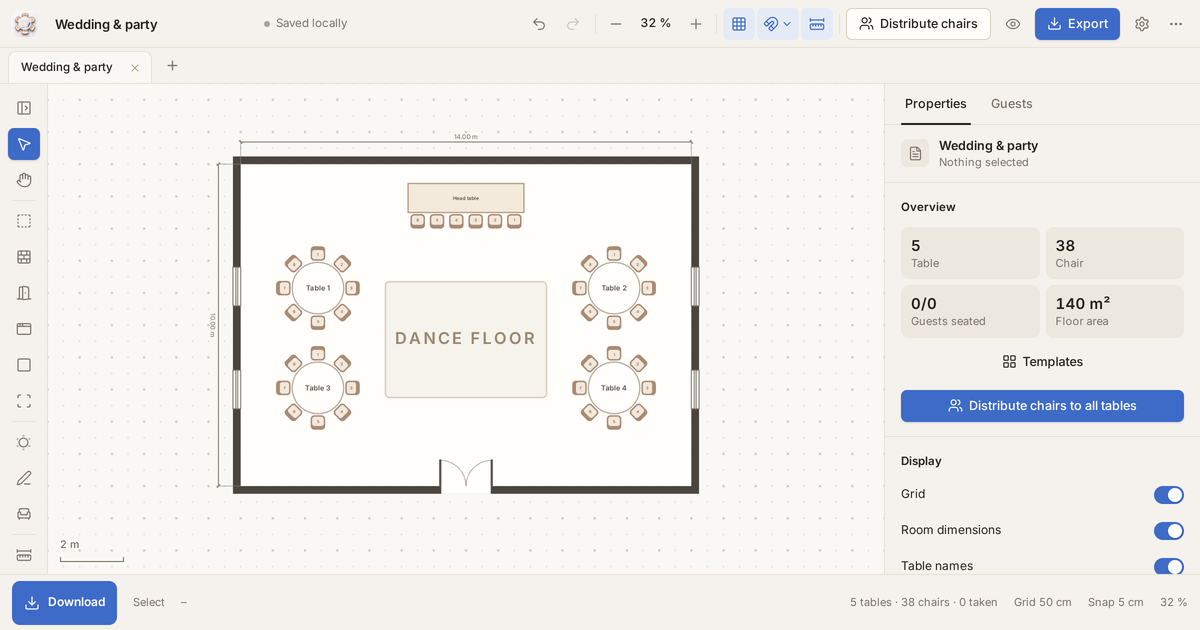 Wedding & party
Saved locally
32 %
Distribute chairs
Export
Wedding & party
Properties
Guests
Wedding & party
Nothing selected
Overview
5
Table
38
Chair
0/0
Guests seated
140 m²
Floor area
Templates
Distribute chairs to all tables
Display
Grid
Room dimensions
Table names
14.00 m
10.00 m
Head table
Table 1
Table 2
DANCE FLOOR
Table 3
Table 4
2 m
Download
Select
–
5 tables · 38 chairs · 0 taken
Grid 50 cm
Snap 5 cm
32 %